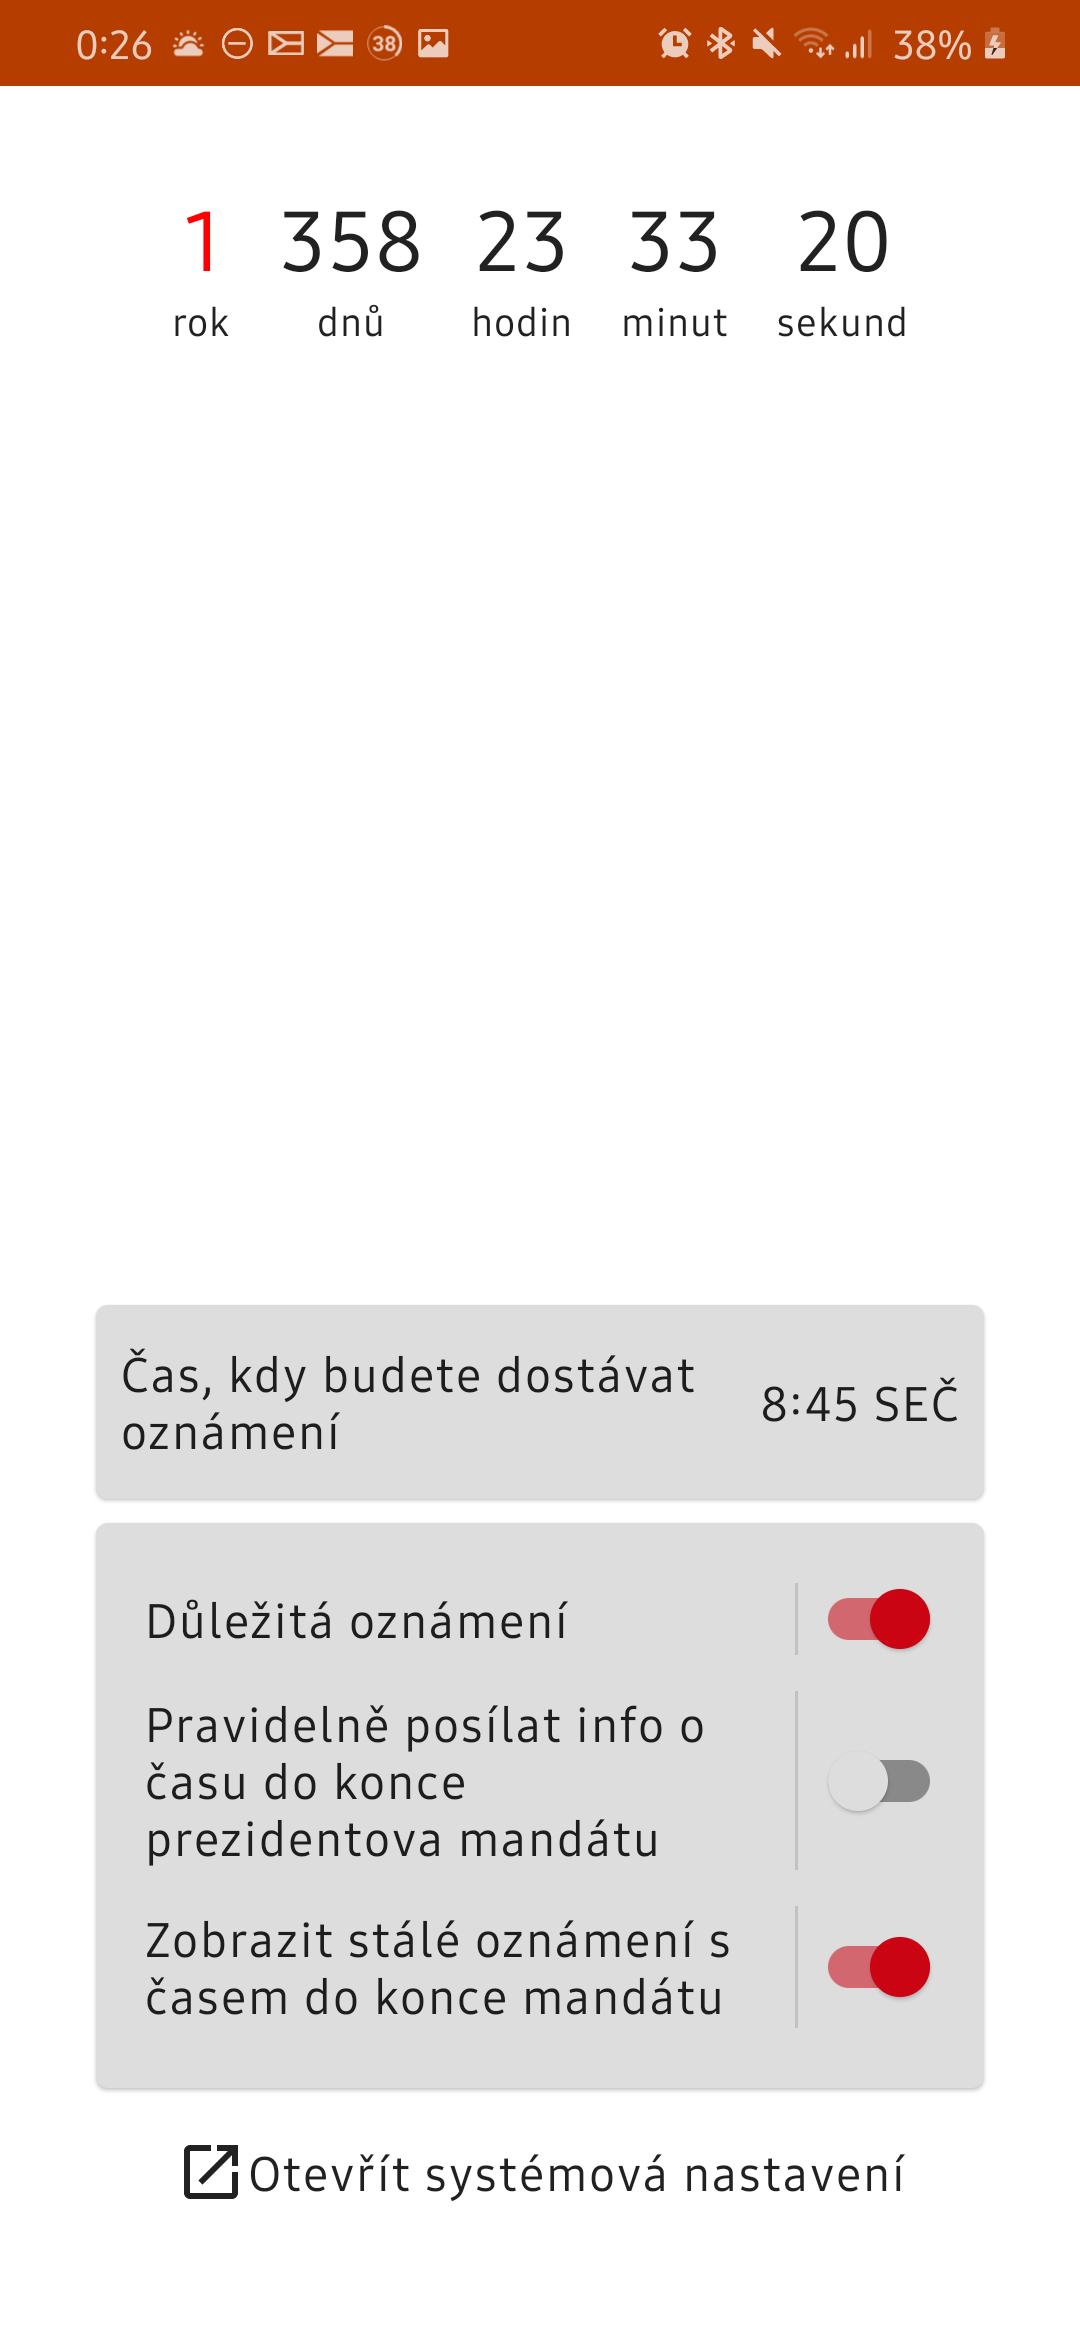 0:26 38 38%
1 358 23 33 20
rok dnů hodin minut sekund
Čas, kdy budete dostávat
oznámení
8:45 SEČ
Důležitá oznámení
Pravidelně posílat info o
času do konce
prezidentova mandátu
Zobrazit stálé oznámení s
časem do konce mandátu
Otevřít systémová nastavení